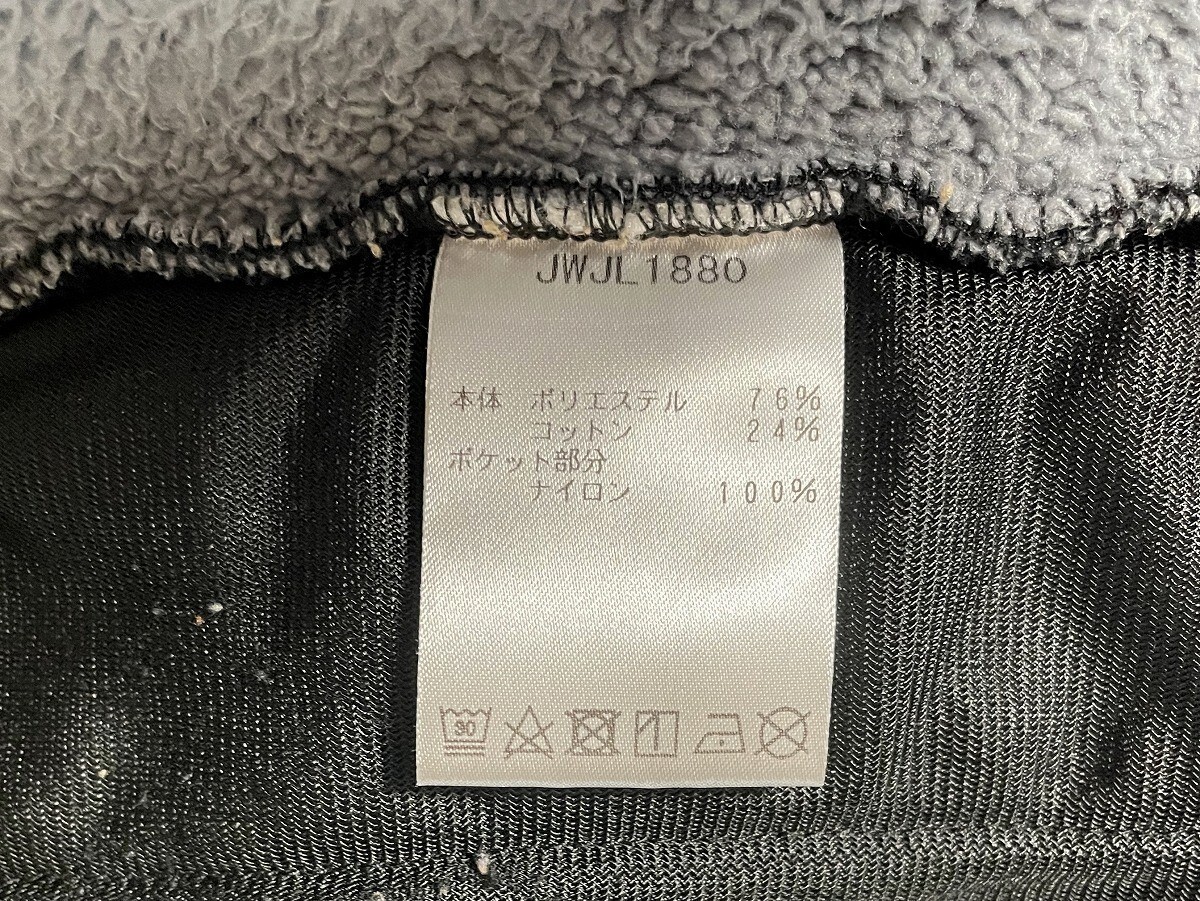 JWJL1880
本体 ポリエステル 76%
コットン 24%
ポケット部分
ナイロン 100%
30